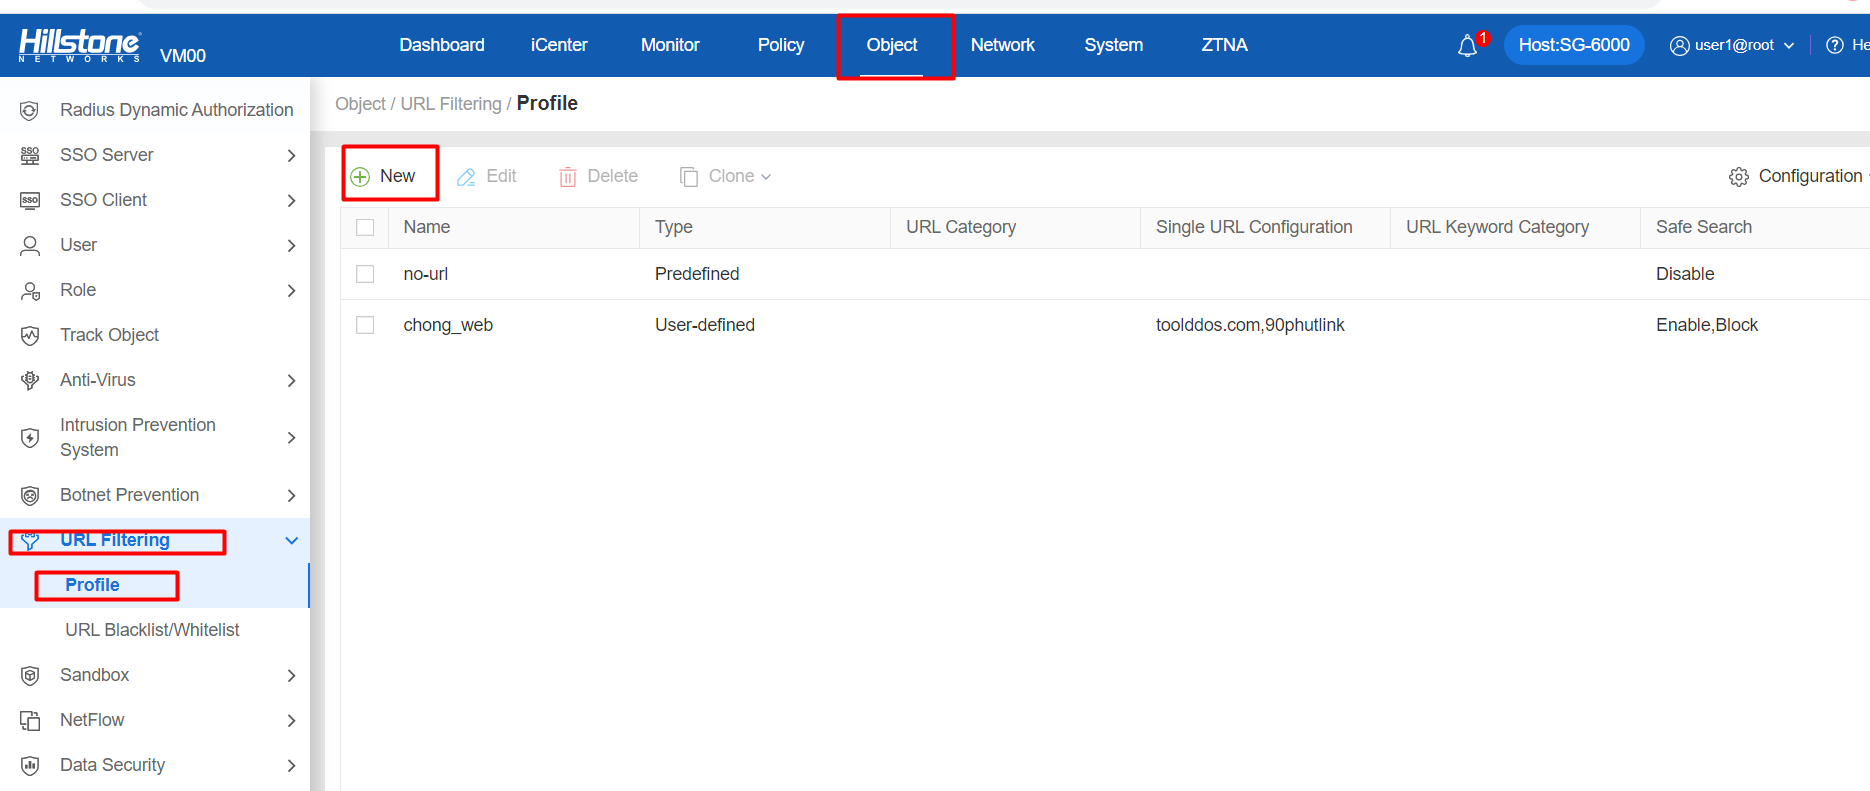 Hillstone
NETWORKS
VM00
Dashboard
iCenter
Monitor
Policy
Object
Network
System
ZTNA
1
Host:SG-6000
user1@root
He
Radius Dynamic Authorization
SSO Server
SSO Client
User
Role
Track Object
Anti-Virus
Intrusion Prevention
System
Botnet Prevention
URL Filtering
Profile
URL Blacklist/Whitelist
Sandbox
NetFlow
Data Security
Object / URL Filtering / Profile
New
Edit
Delete
Clone
Configuration
Name Type URL Category Single URL Configuration URL Keyword Category Safe Search
no-url Predefined Disable
chong_web User-defined toolddos.com,90phutlink Enable,Block